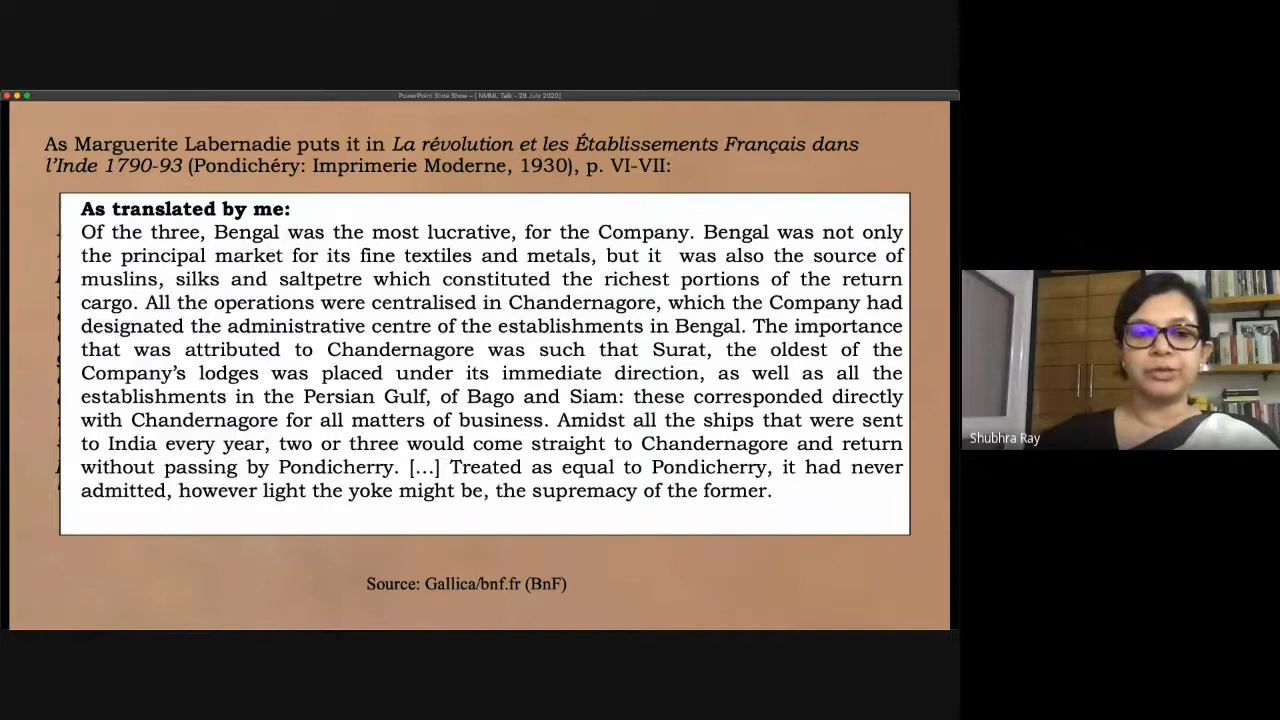 PowerPoint Slide Show – [ NMML Talk - 28 July 2020]
As Marguerite Labernadie puts it in La révolution et les Établissements Français dans
l’Inde 1790-93 (Pondichéry: Imprimerie Moderne, 1930), p. VI-VII:
As translated by me:
Of the three, Bengal was the most lucrative, for the Company. Bengal was not only
the principal market for its fine textiles and metals, but it was also the source of
muslins, silks and saltpetre which constituted the richest portions of the return
cargo. All the operations were centralised in Chandernagore, which the Company had
designated the administrative centre of the establishments in Bengal. The importance
that was attributed to Chandernagore was such that Surat, the oldest of the
Company’s lodges was placed under its immediate direction, as well as all the
establishments in the Persian Gulf, of Bago and Siam: these corresponded directly
with Chandernagore for all matters of business. Amidst all the ships that were sent
to India every year, two or three would come straight to Chandernagore and return
without passing by Pondicherry. [...] Treated as equal to Pondicherry, it had never
admitted, however light the yoke might be, the supremacy of the former.
Source: Gallica/bnf.fr (BnF)
Shubhra Ray